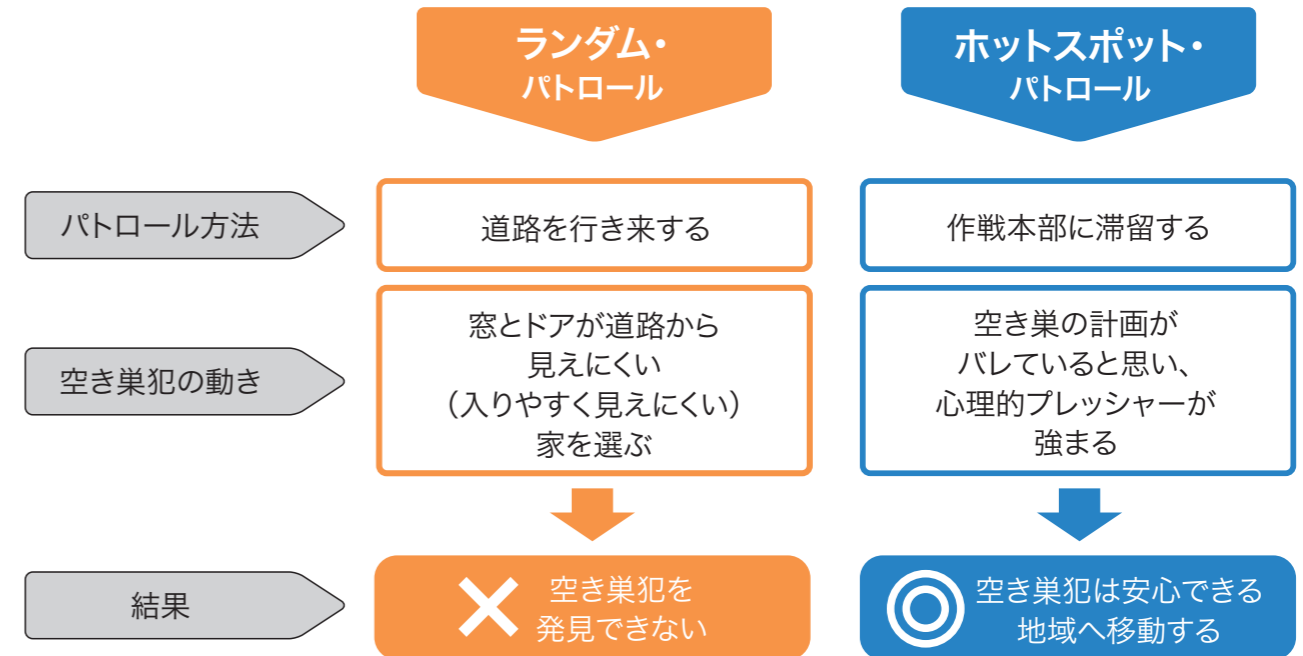 ランダム・
パトロール
ホットスポット・
パトロール
パトロール方法
道路を行き来する
作戦本部に滞留する
空き巣犯の動き
窓とドアが道路から
見えにくい
（入りやすく見えにくい）
家を選ぶ
空き巣の計画が
バレていると思い、
心理的プレッシャーが
強まる
結果
空き巣犯を
発見できない
空き巣犯は安心できる
地域へ移動する